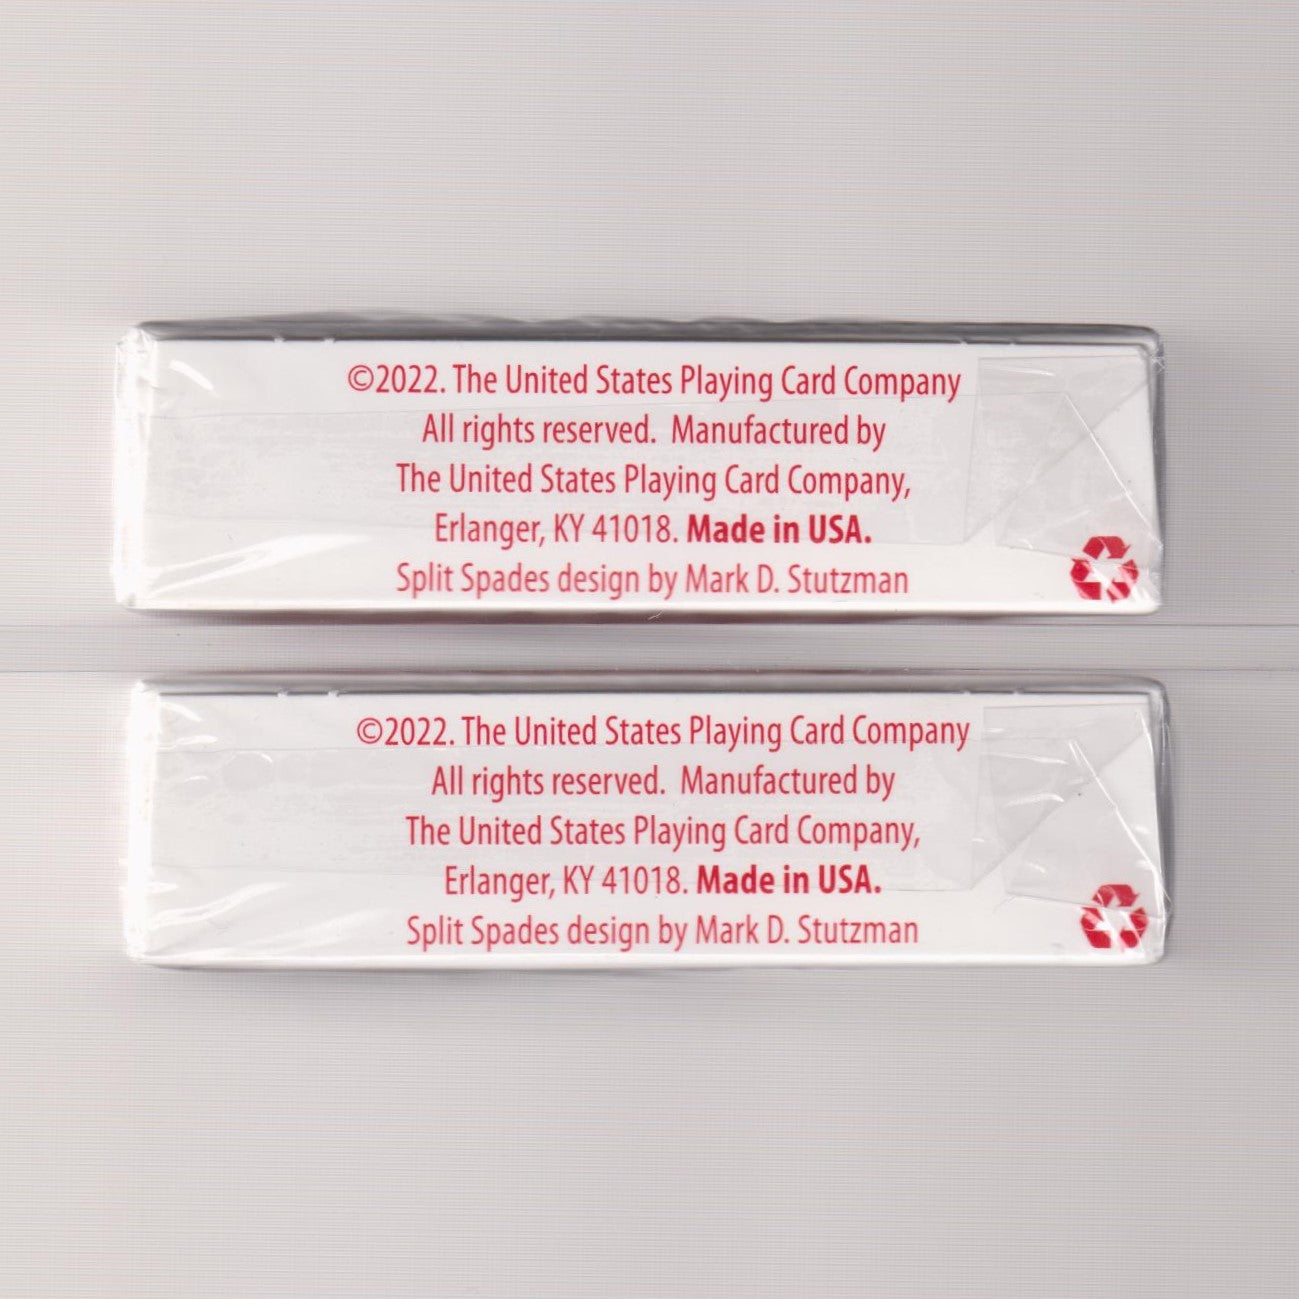 ©2022. The United States Playing Card Company
All rights reserved.  Manufactured by
The United States Playing Card Company,
Erlanger, KY 41018. Made in USA.
Split Spades design by Mark D. Stutzman
©2022. The United States Playing Card Company
All rights reserved.  Manufactured by
The United States Playing Card Company,
Erlanger, KY 41018. Made in USA.
Split Spades design by Mark D. Stutzman